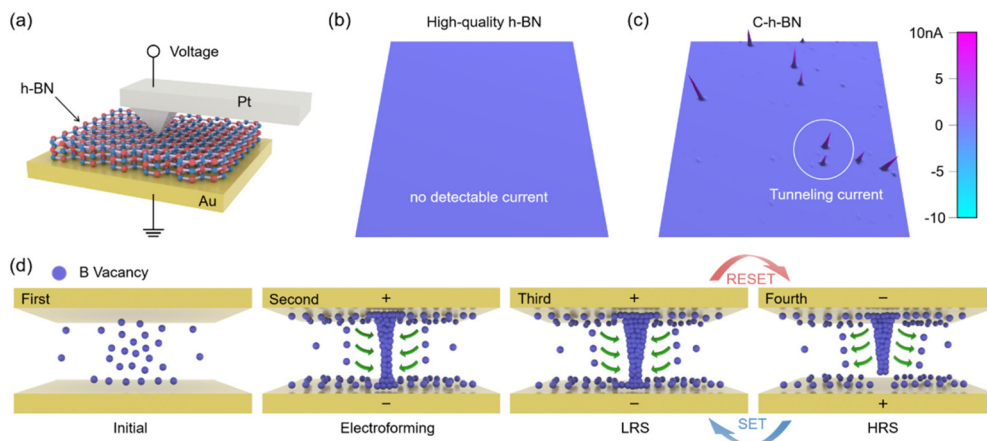 (a)
Voltage
h-BN
Pt
Au
(b)
High-quality h-BN
no detectable current
(c)
C-h-BN
Tunneling current
10nA
5
0
-5
-10
(d)
B Vacancy
RESET
First
Second
+
Third
+
Fourth
−
−
−
+
Initial
Electroforming
LRS
SET
HRS